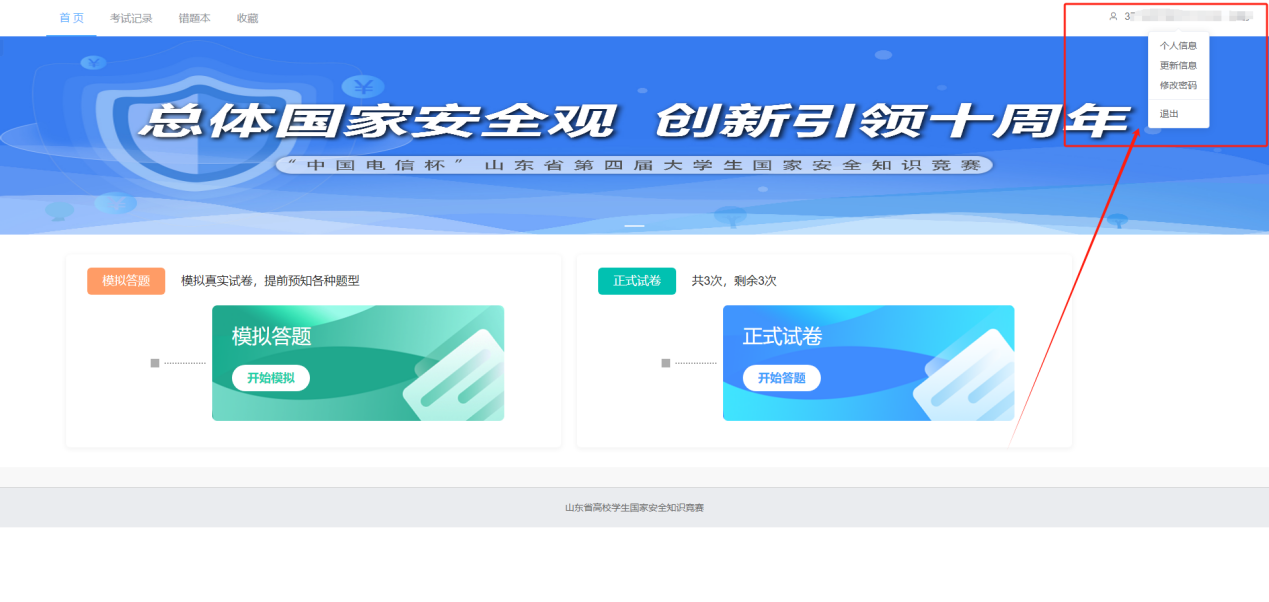 首页 考试记录 错题本 收藏
个人信息
更新信息
修改密码
退出
总体国家安全观 创新引领十周年
“中国电信杯”山东省第四届大学生国家安全知识竞赛
模拟答题 模拟真实试卷，提前预知各种题型
模拟答题
开始模拟
正式试卷 共3次，剩余3次
正式试卷
开始答题
山东省高校学生国家安全知识竞赛